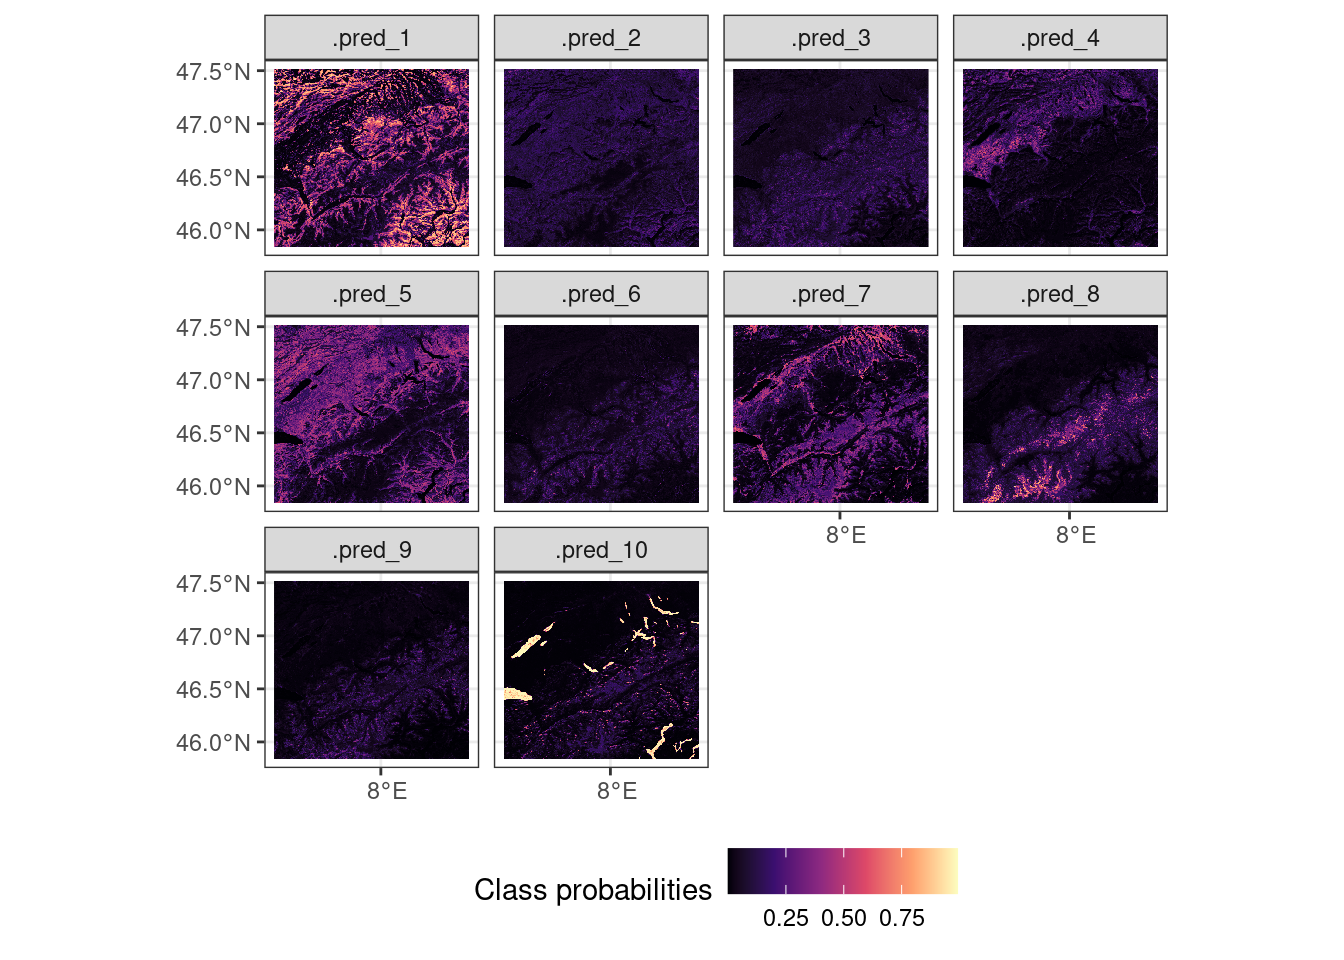 .pred_1 .pred_2 .pred_3 .pred_4
47.5°N
47.0°N
46.5°N
46.0°N
.pred_5 .pred_6 .pred_7 .pred_8
47.5°N
47.0°N
46.5°N
46.0°N
8°E 8°E
.pred_9 .pred_10
47.5°N
47.0°N
46.5°N
46.0°N
8°E 8°E
Class probabilities
0.25 0.50 0.75